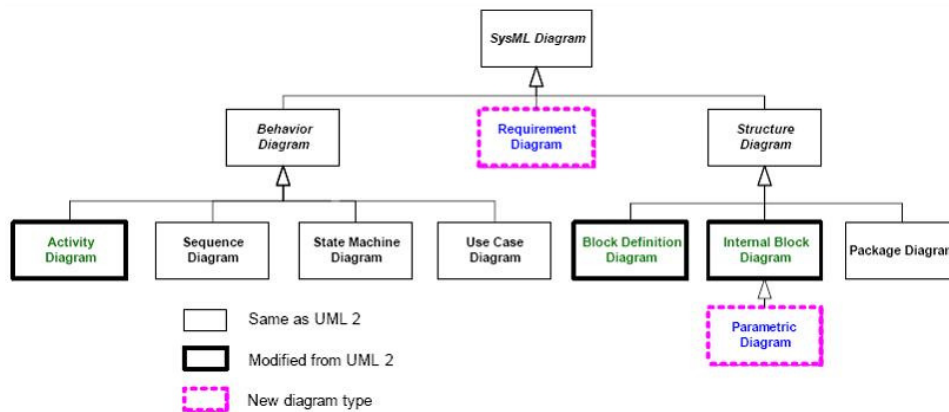 SysML Diagram
Behavior
Diagram
Requirement
Diagram
Structure
Diagram
Activity
Diagram
Sequence
Diagram
State Machine
Diagram
Use Case
Diagram
Block Definition
Diagram
Internal Block
Diagram
Package Diagram
Parametric
Diagram
Same as UML 2
Modified from UML 2
New diagram type